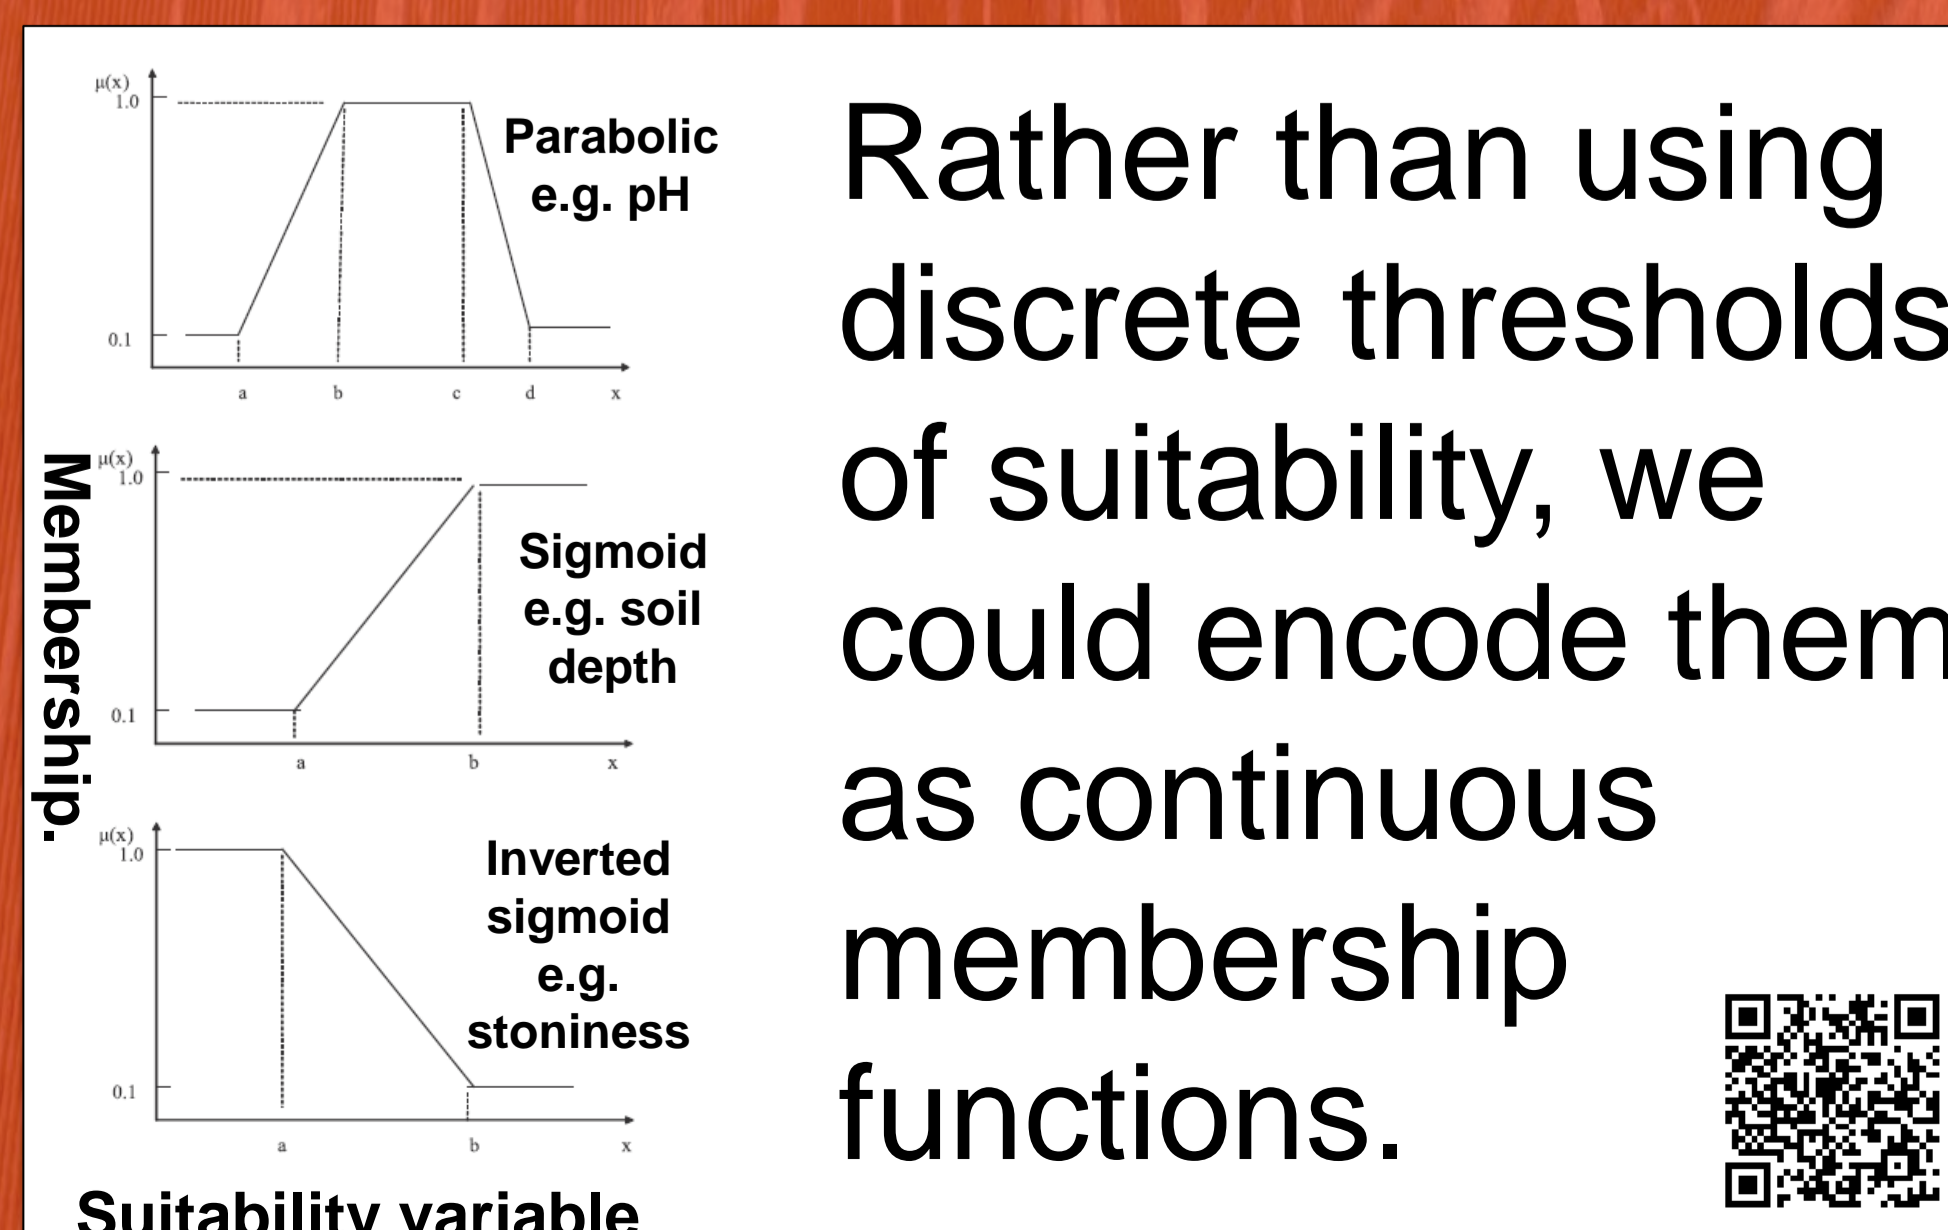 μ(x)
1.0
0.1
a b c d x
Parabolic
e.g. pH
μ(x)
1.0
0.1
a b x
Sigmoid
e.g. soil
depth
μ(x)
1.0
0.1
a b x
Inverted
sigmoid
e.g.
stoniness
Membership.
Suitability variable
Rather than using
discrete thresholds
of suitability, we
could encode them
as continuous
membership
functions.